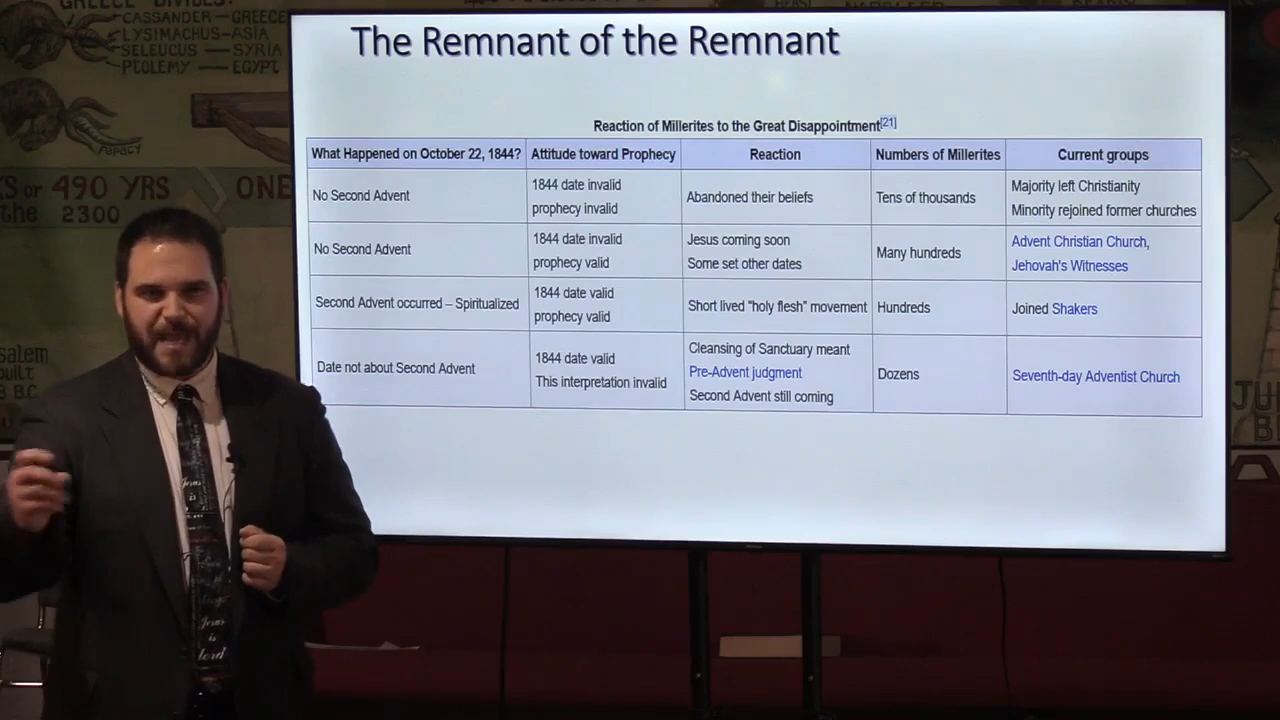 GREECE DIVIDES:
CASSANDER — GREECE
LYSIMACHUS—ASIA
SELEUCUS — SYRIA
PTOLEMY — EGYPT
PAPACY
OR 490 YRS
ONE
the 2300
salem
uilt
B.C.
JU
B
The Remnant of the Remnant
Reaction of Millerites to the Great Disappointment[21]
What Happened on October 22, 1844? Attitude toward Prophecy Reaction Numbers of Millerites Current groups
No Second Advent 1844 date invalid prophecy invalid Abandoned their beliefs Tens of thousands Majority left Christianity Minority rejoined former churches
No Second Advent 1844 date invalid prophecy valid Jesus coming soon Some set other dates Many hundreds Advent Christian Church, Jehovah's Witnesses
Second Advent occurred – Spiritualized 1844 date valid prophecy valid Short lived "holy flesh" movement Hundreds Joined Shakers
Date not about Second Advent 1844 date valid This interpretation invalid Cleansing of Sanctuary meant Pre-Advent judgment Second Advent still coming Dozens Seventh-day Adventist Church
Jesus
is
Jesus
is
lord